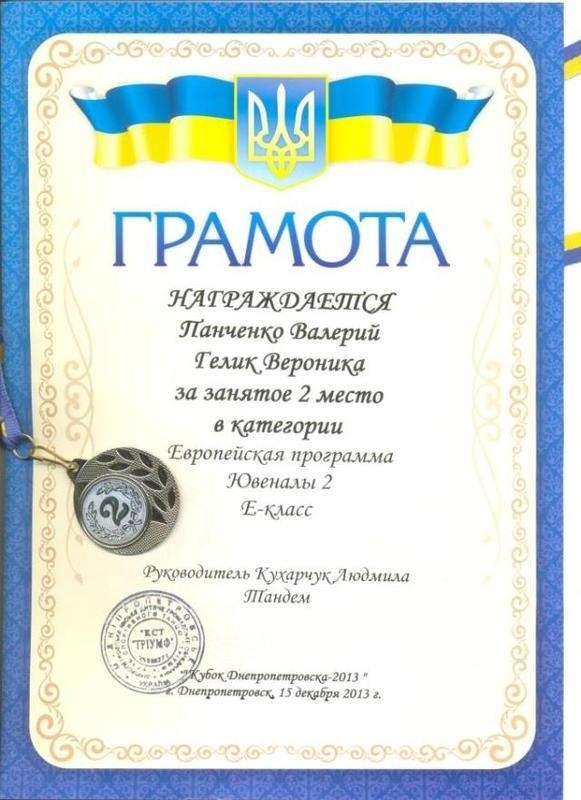 ГРАМОТА
НАГРАЖДАЕТСЯ
Панченко Валерий
Гелик Вероника
за занятое 2 место
в категории
Европейская программа
Ювеналы 2
Е-класс
2
Руководитель Кухарчук Людмила
Тандем
"КСТ
"ТРІУМФ"
УКРАЇНА
"Кубок Днепропетровска-2013 "
г. Днепропетровск, 15 декабря 2013 г.